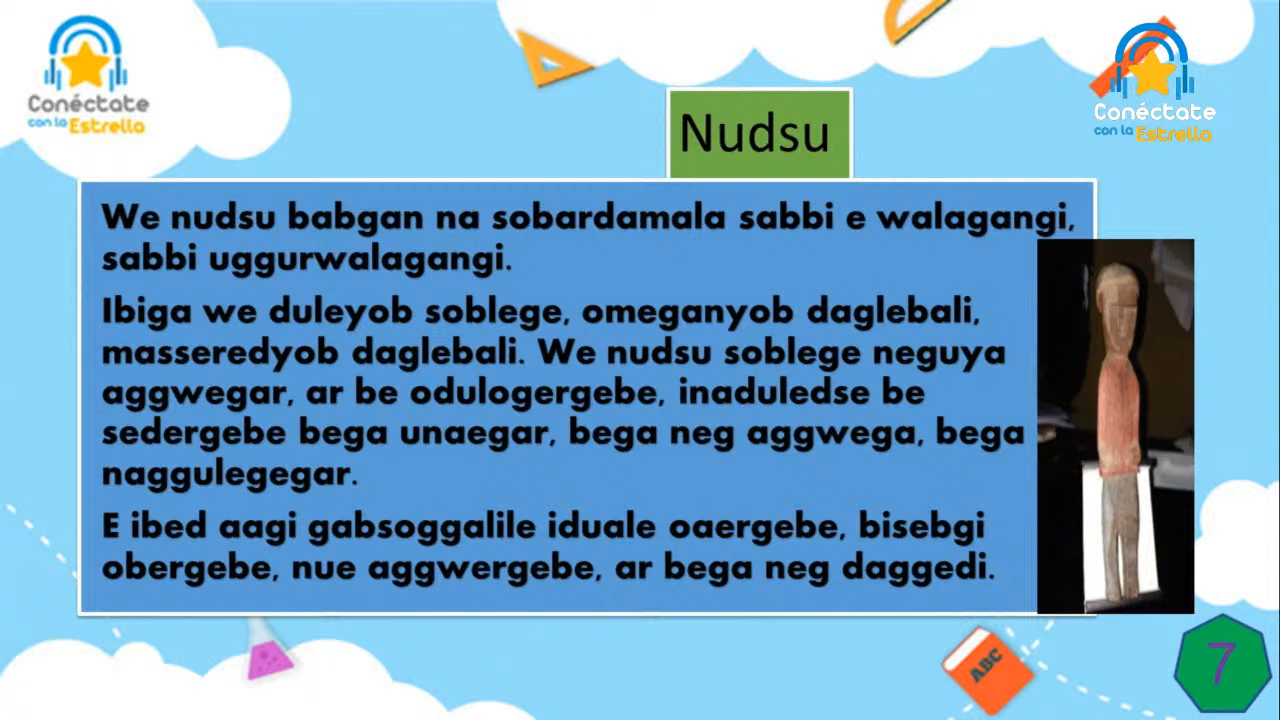 Conéctate
con la Estrella
Conéctate
con la Estrella
Nudsu
We nudsu babgan na sobardamala sabbi e walagangi,
sabbi uggurwalagangi.
Ibiga we duleyob soblege, omeganyob daglebali,
masseredyob daglebali. We nudsu soblege neguya
aggwegar, ar be odulogergebe, inaduledse be
sedergebe bega unaegar, bega neg aggwega, bega
naggulegegar.
E ibed aagi gabsoggalile iduale oaergebe, bisebgi
obergebe, nue aggwergebe, ar bega neg daggedi.
ABC
7